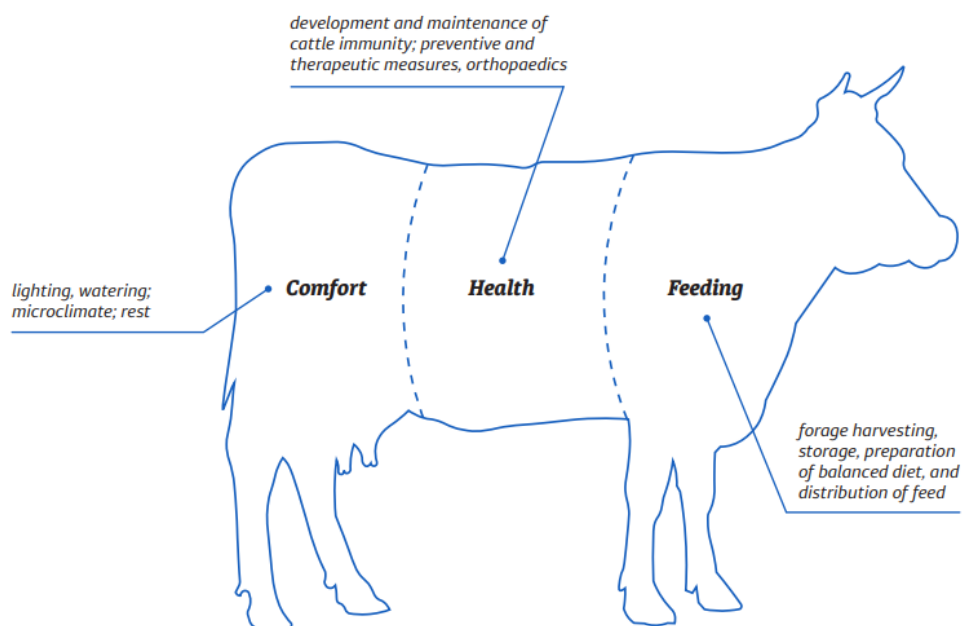 development and maintenance of
cattle immunity; preventive and
therapeutic measures, orthopaedics
lighting, watering;
microclimate; rest
Comfort
Health
Feeding
forage harvesting,
storage, preparation
of balanced diet, and
distribution of feed